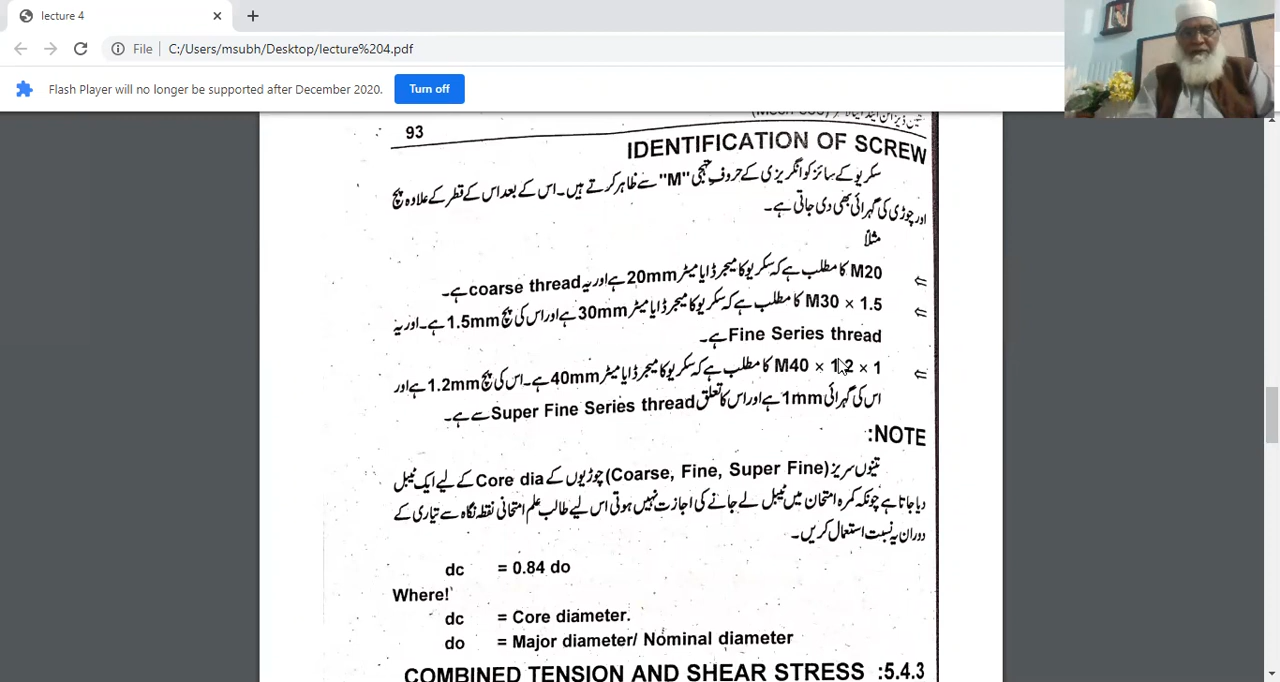 lecture 4
File
C:/Users/msubh/Desktop/lecture%204.pdf
Flash Player will no longer be supported after December 2020.
Turn off
93
IDENTIFICATION OF SCREW
سکریو کے سائز کو انگریزی کے حروف تہجی "M" سے ظاہر کرتے ہیں۔ اس کے بعد اس کے قطر کے علاوہ پچ
اور چوڑی کی گہرائی بھی دی جاتی ہے۔
مثلاً
⇐ M20 کا مطلب ہے کہ سکریو کا میجر ڈایا میٹر 20mm ہے اور یہ coarse thread ہے۔
⇐ M30 × 1.5 کا مطلب ہے کہ سکریو کا میجر ڈایا میٹر 30mm ہے اور اس کی پچ 1.5mm ہے۔ اور یہ
Fine Series thread ہے۔
⇐ M40 × 1.2 × 1 کا مطلب ہے کہ سکریو کا میجر ڈایا میٹر 40mm ہے۔ اس کی پچ 1.2mm ہے اور
اس کی گہرائی 1mm ہے اور اس کا تعلق Super Fine Series thread سے ہے۔
NOTE:
تینوں سریز (Coarse, Fine, Super Fine) چوڑیوں کے Core dia کے لیے ایک ٹیبل
دیا جاتا ہے چونکہ کمرہ امتحان میں ٹیبل لے جانے کی اجازت نہیں ہوتی اس لیے طالب علم امتحانی نقطہ نگاہ سے تیاری کے
دوران یہ نسبت استعمال کریں۔
dc = 0.84 do
Where!
dc = Core diameter.
do = Major diameter/ Nominal diameter
COMBINED TENSION AND SHEAR STRESS :5.4.3